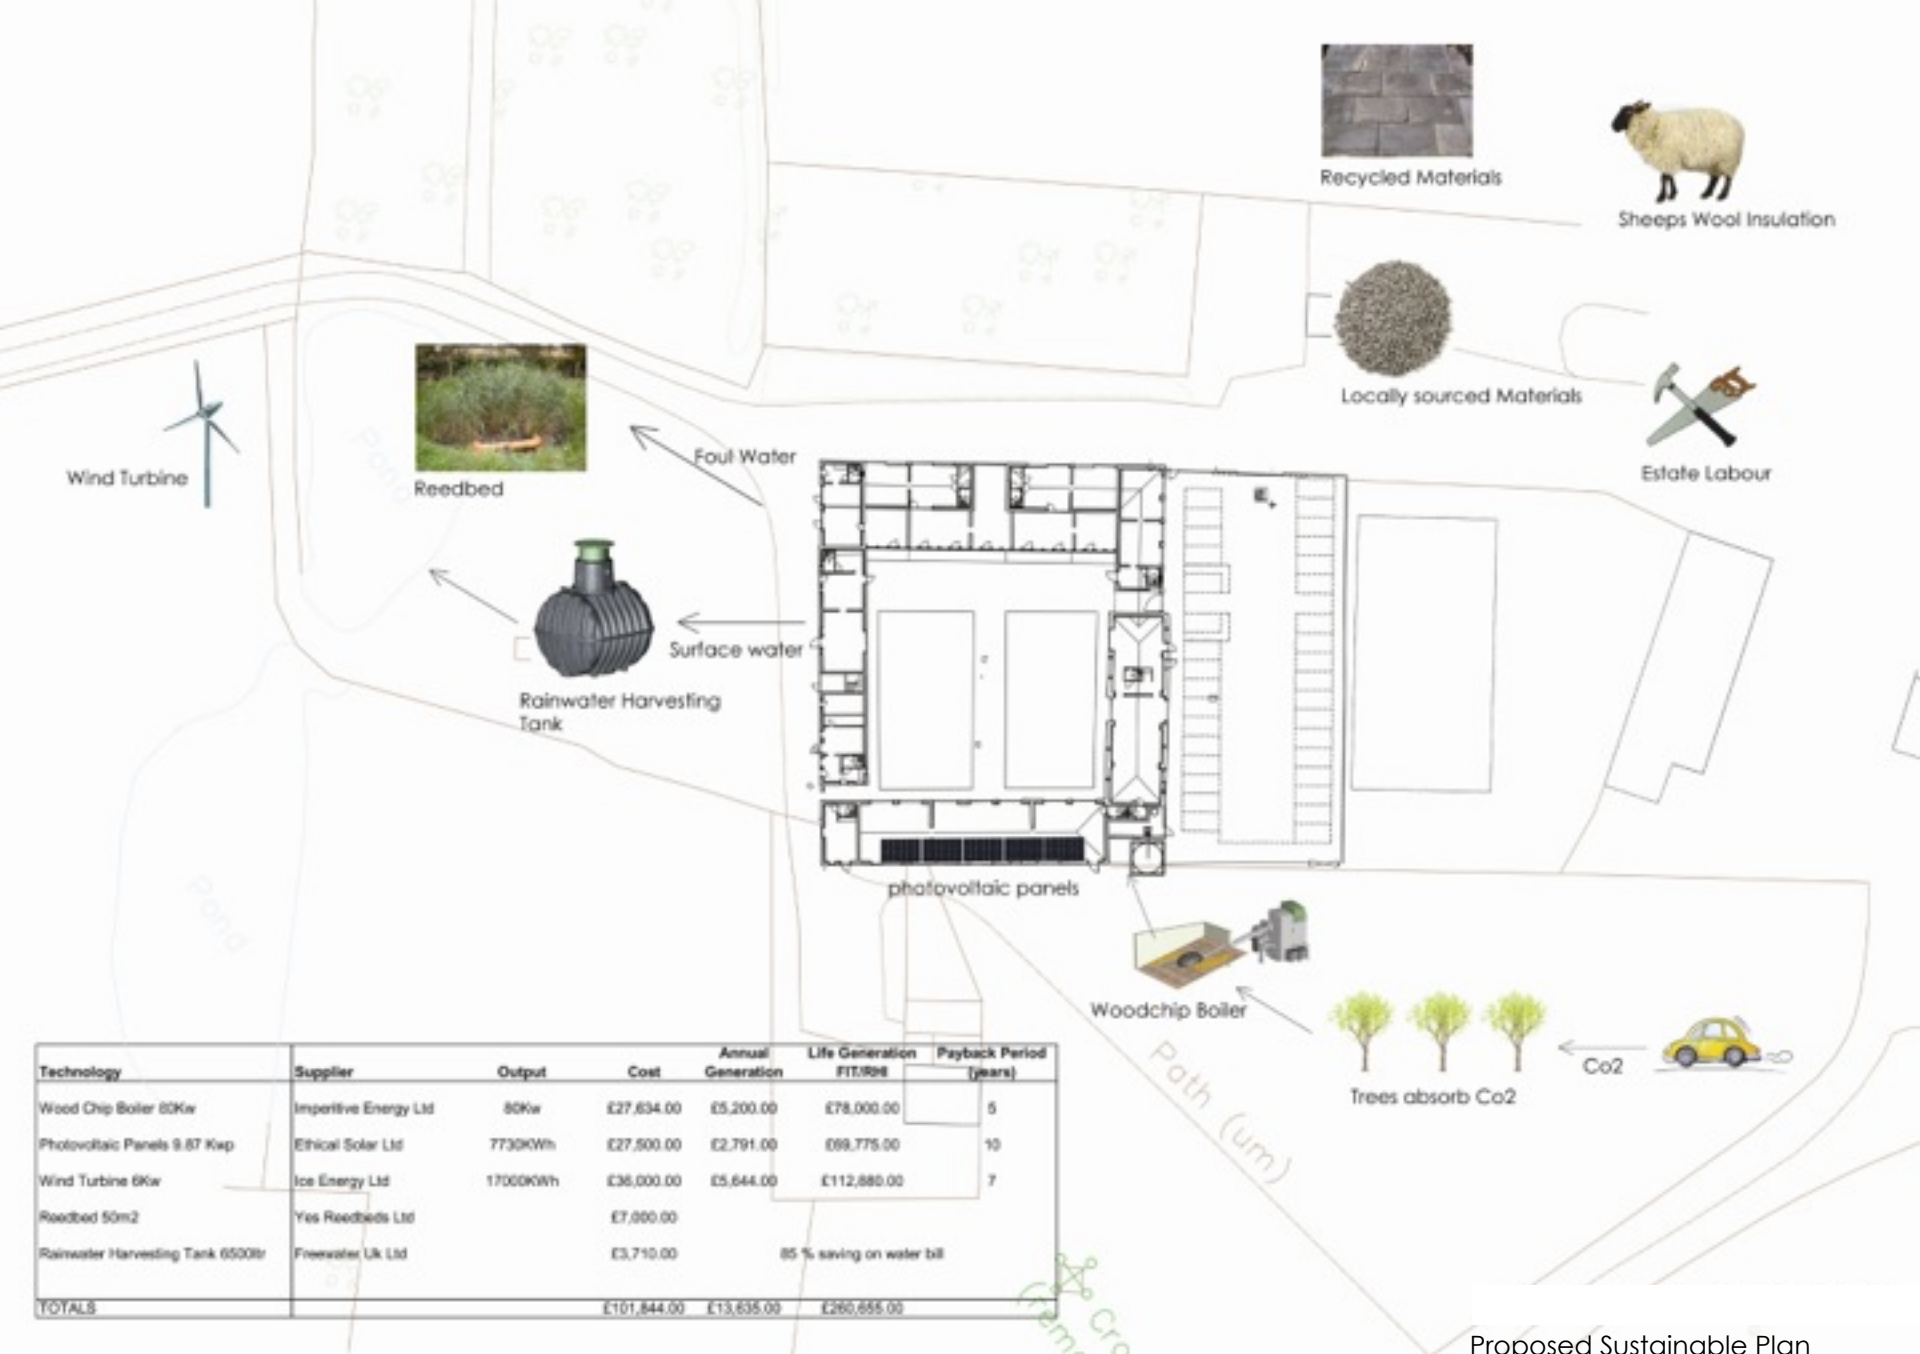 Recycled Materials
Sheeps Wool Insulation
Locally sourced Materials
Estate Labour
Wind Turbine
Reedbed
Foul Water
Pond
Surface water
Rainwater Harvesting
Tank
photovoltaic panels
Pond
Woodchip Boiler
Trees absorb Co2
Co2
Path (um)
Technology Supplier Output Cost Annual Generation Life Generation FIT/RHI Payback Period (years)
Wood Chip Boiler 80Kw Imperitive Energy Ltd 80Kw £27,634.00 £5,200.00 £78,000.00 5
Photovoltaic Panels 9.87 Kwp Ethical Solar Ltd 7730KWh £27,500.00 £2,791.00 £69,775.00 10
Wind Turbine 6Kw Ice Energy Ltd 17000KWh £36,000.00 £5,644.00 £112,880.00 7
Reedbed 50m2 Yes Reedbeds Ltd £7,000.00
Rainwater Harvesting Tank 6500ltr Freewater Uk Ltd £3,710.00 85 % saving on water bill
TOTALS £101,844.00 £13,635.00 £260,655.00
Cro
(rem
Proposed Sustainable Plan